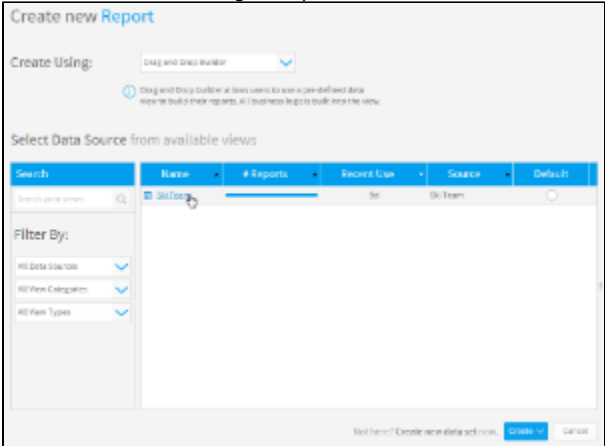 Create new Report
Create Using:
Drag and Drop Builder
Drag and Drop builder allows users to use a pre-defined data
view to build their reports. All business logic is built into the view.
Select Data Source from available views
Search
Name
# Reports
Recent Use
Source
Default
Search your views
Ski Team
Ski Team
Filter By:
All Data Sources
All View Categories
All View Types
Not here? Create new data set now.
Create
Cancel